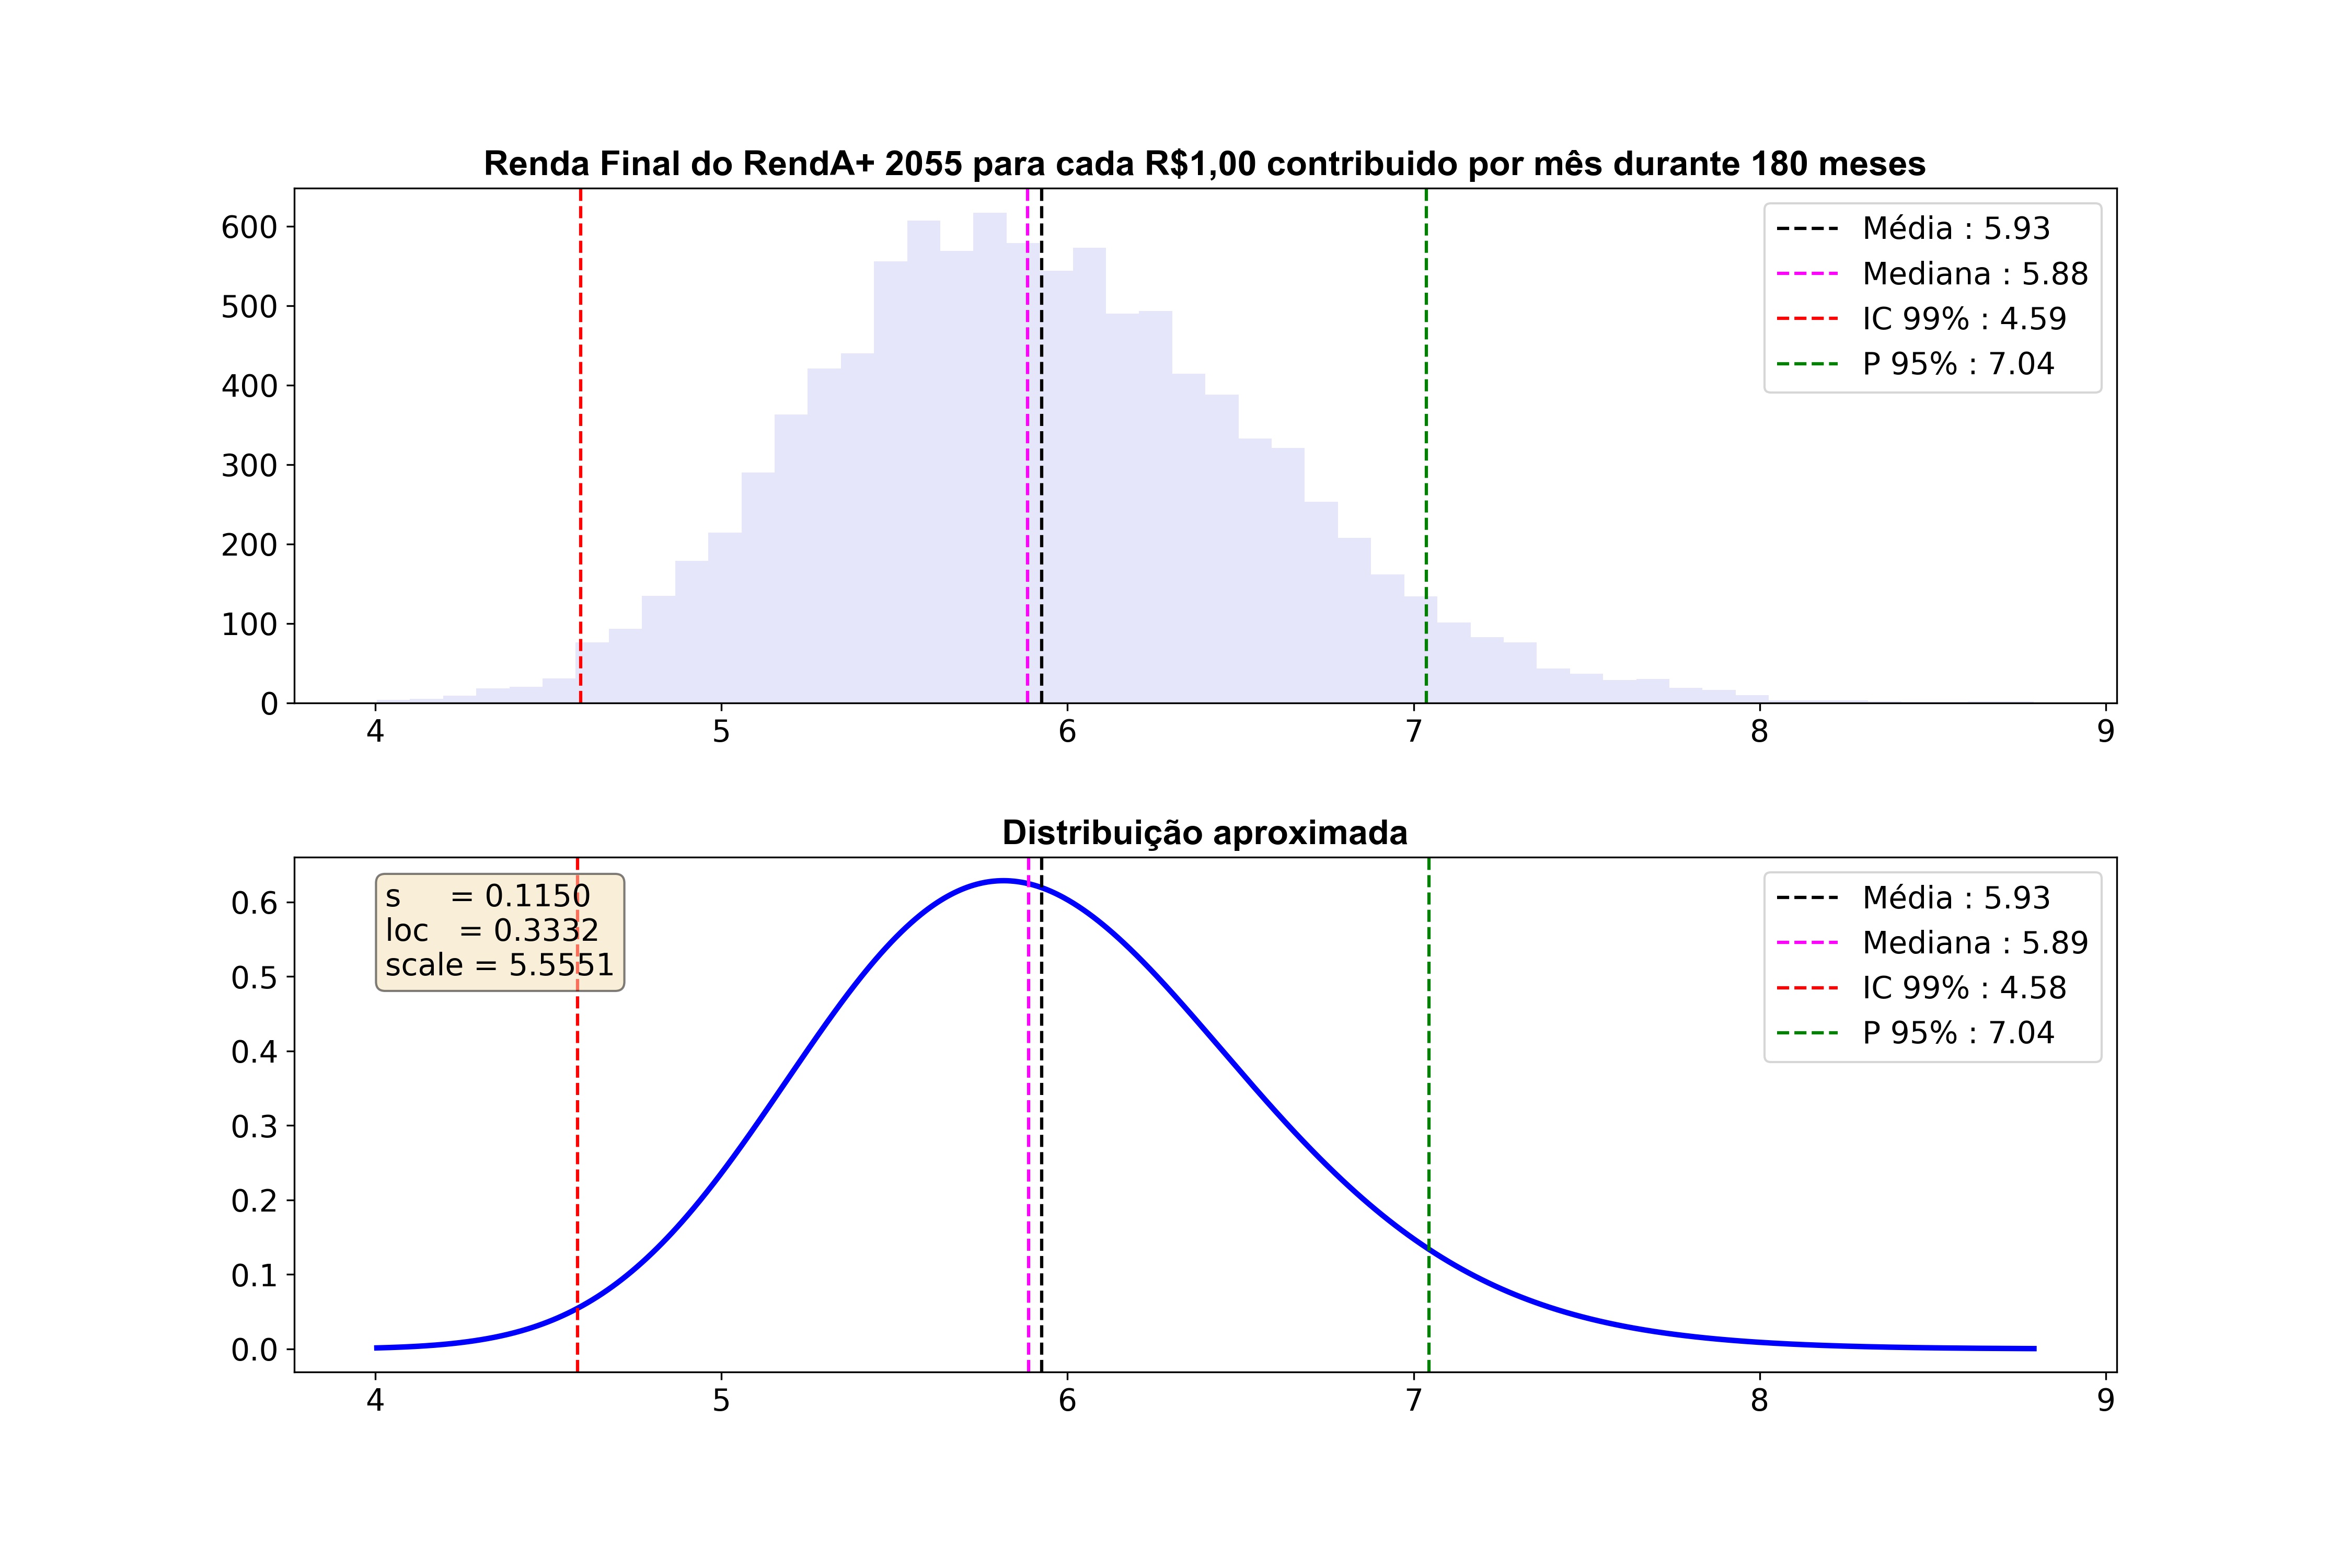 Renda Final do RendA+ 2055 para cada R$1,00 contribuido por mês durante 180 meses
600
500
400
300
200
100
0
Média : 5.93
Mediana : 5.88
IC 99% : 4.59
P 95% : 7.04
4 5 6 7 8 9
Distribuição aproximada
0.6
0.5
0.4
0.3
0.2
0.1
0.0
s = 0.1150
loc = 0.3332
scale = 5.5551
Média : 5.93
Mediana : 5.89
IC 99% : 4.58
P 95% : 7.04
4 5 6 7 8 9